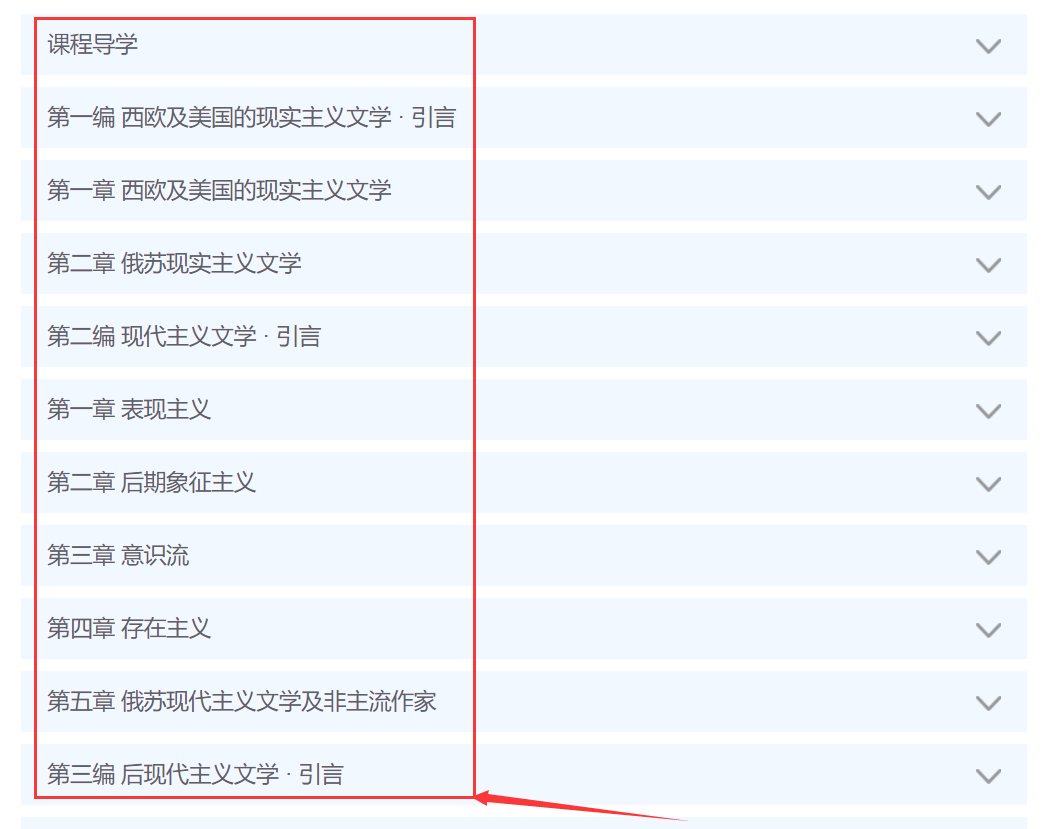 课程导学
第一编 西欧及美国的现实主义文学 · 引言
第一章 西欧及美国的现实主义文学
第二章 俄苏现实主义文学
第二编 现代主义文学 · 引言
第一章 表现主义
第二章 后期象征主义
第三章 意识流
第四章 存在主义
第五章 俄苏现代主义文学及非主流作家
第三编 后现代主义文学 · 引言